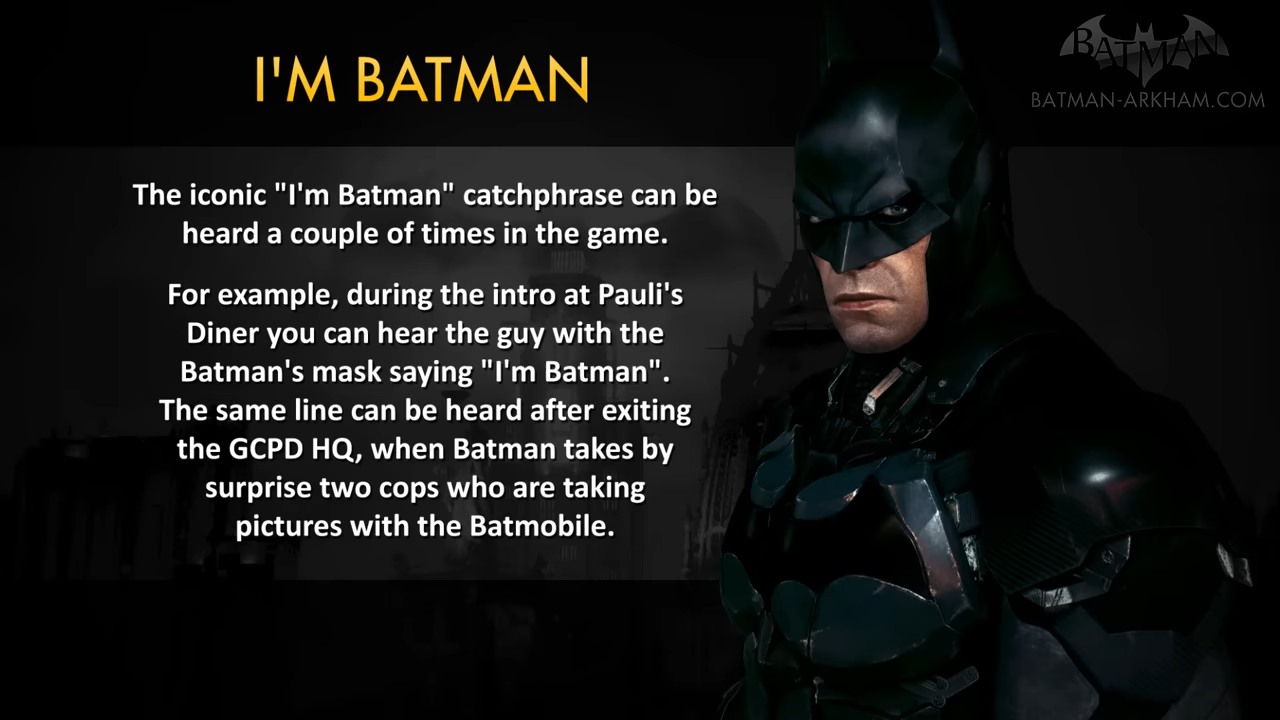 I'M BATMAN
BATMAN
BATMAN-ARKHAM.COM
The iconic "I'm Batman" catchphrase can be
heard a couple of times in the game.
For example, during the intro at Pauli's
Diner you can hear the guy with the
Batman's mask saying "I'm Batman".
The same line can be heard after exiting
the GCPD HQ, when Batman takes by
surprise two cops who are taking
pictures with the Batmobile.